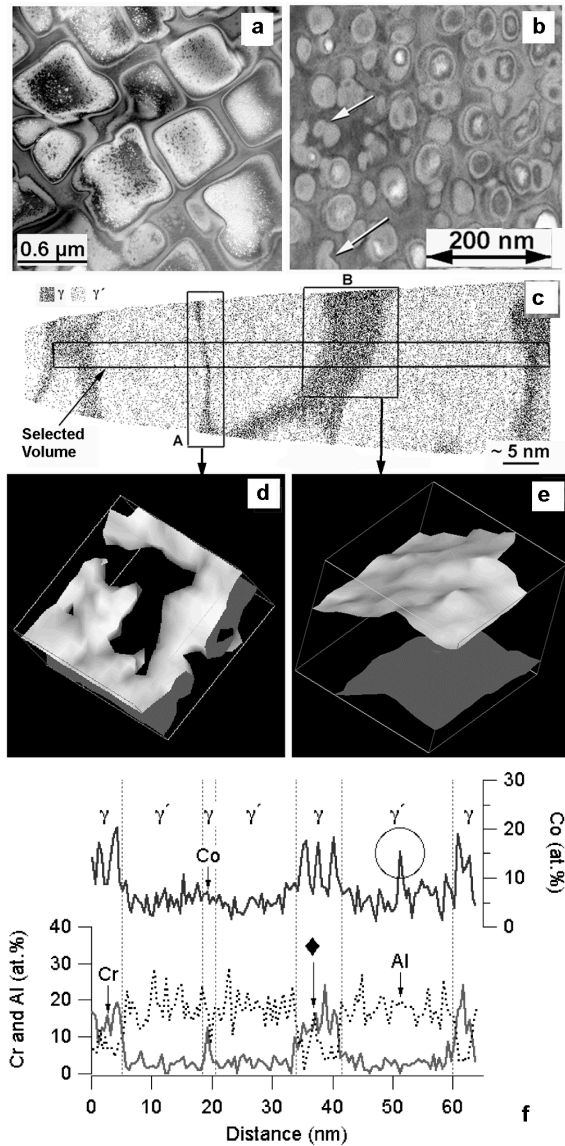 a
b
0.6 µm
200 nm
γ γ´
B
c
Selected
Volume
A
~ 5 nm
d
e
30
20
10
0
Co (at.%)
γ γ´ γ γ´ γ γ´ γ
Co
40
30
20
10
0
Cr and Al (at.%)
Cr
Al
0 10 20 30 40 50 60
Distance (nm)
f